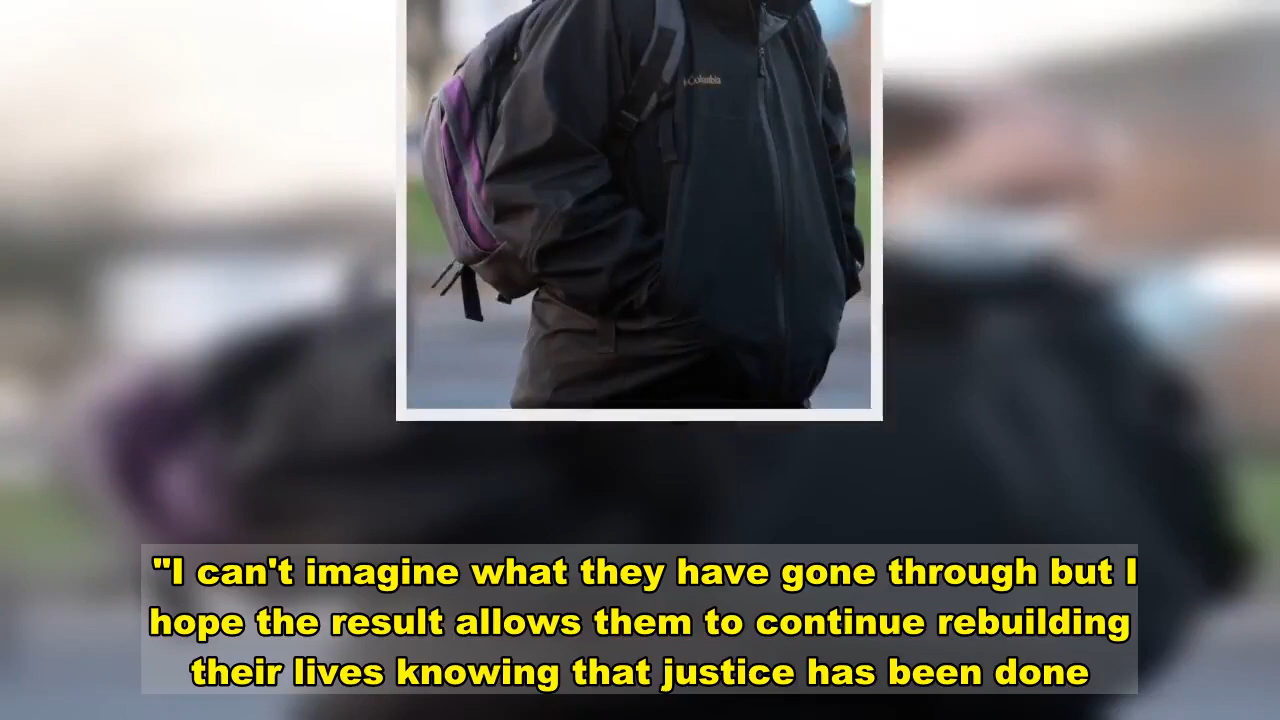 Columbia
"I can't imagine what they have gone through but I
hope the result allows them to continue rebuilding
their lives knowing that justice has been done